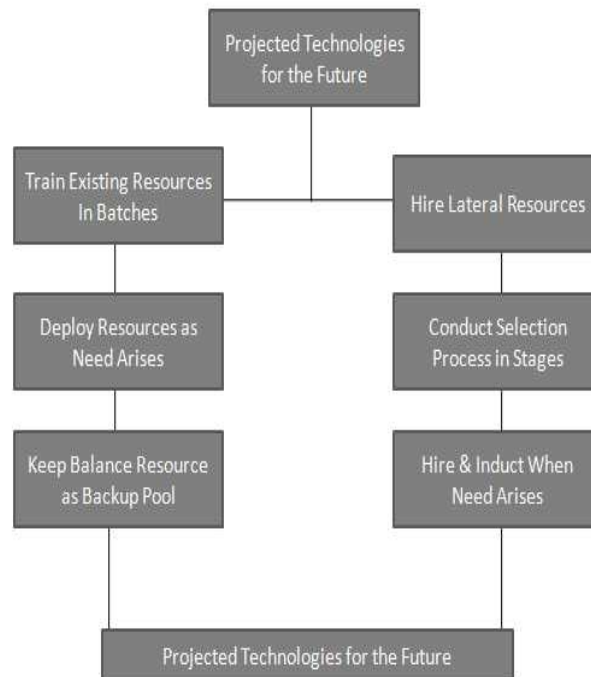 Projected Technologies
for the Future
Train Existing Resources
In Batches
Hire Lateral Resources
Deploy Resources as
Need Arises
Conduct Selection
Process in Stages
Keep Balance Resource
as Backup Pool
Hire & Induct When
Need Arises
Projected Technologies for the Future